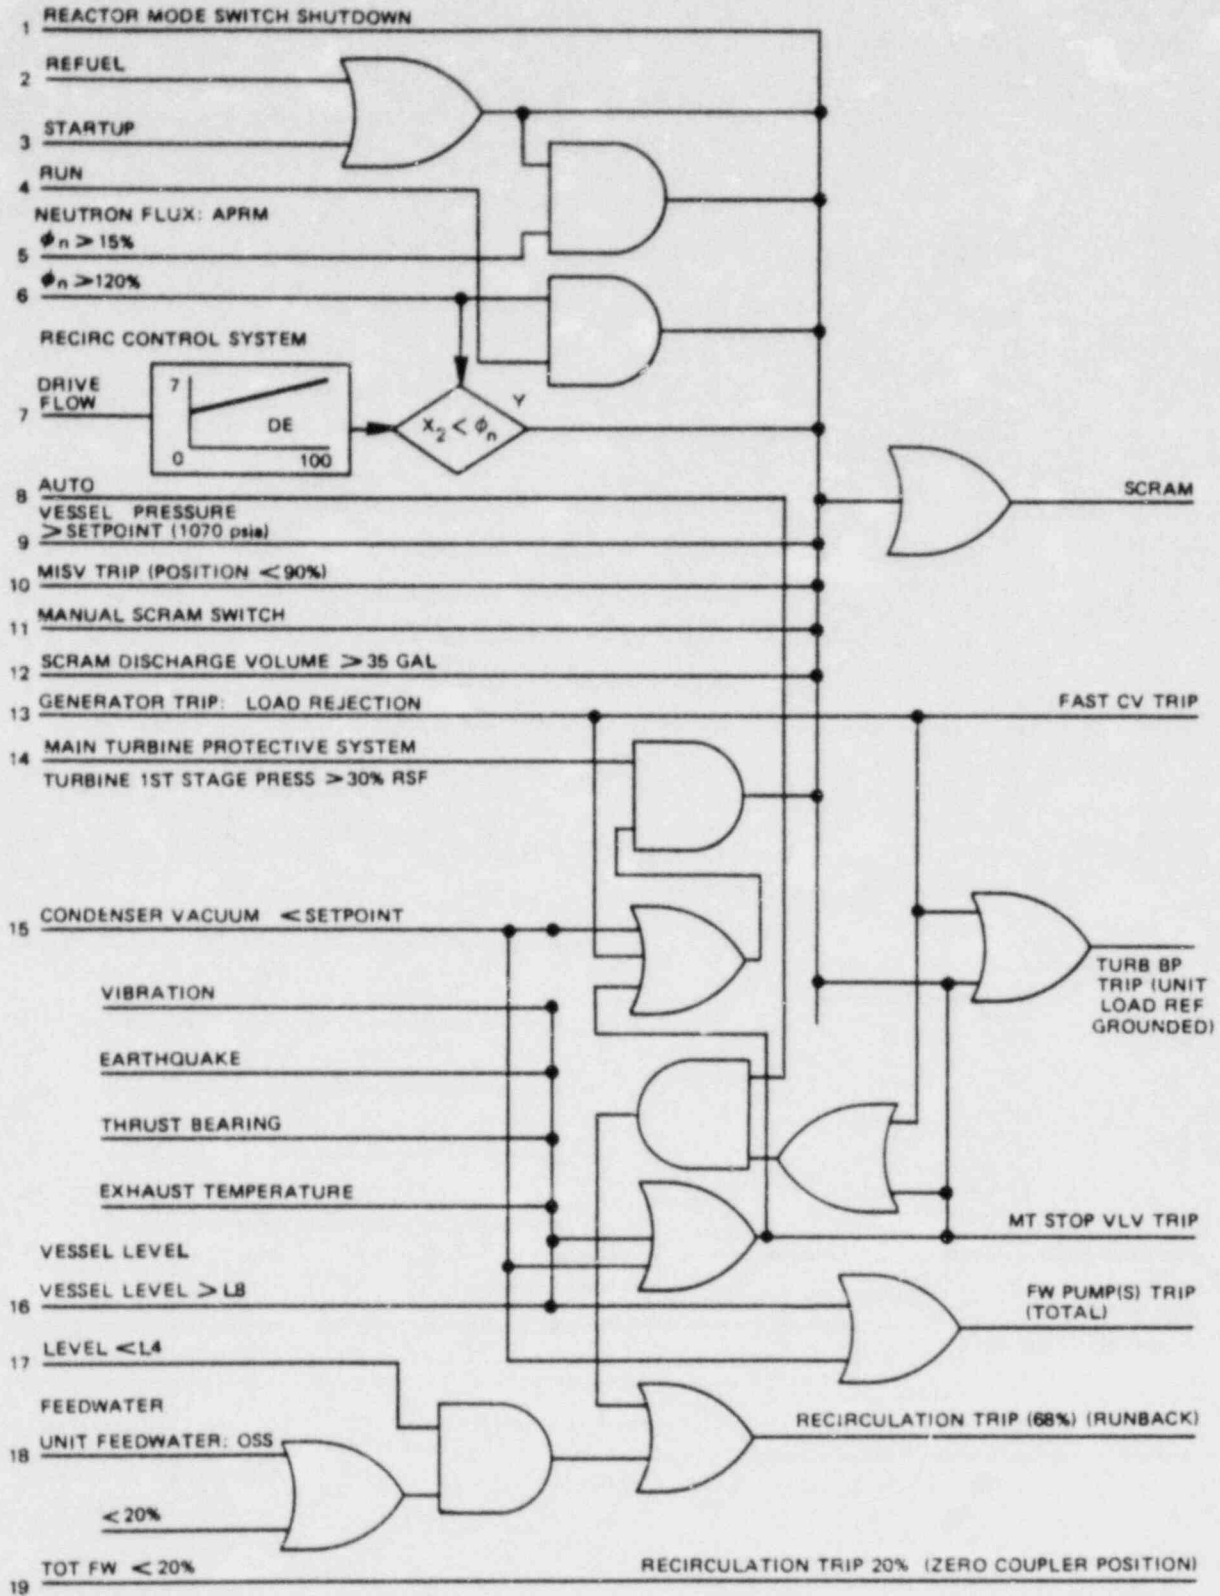 REACTOR MODE SWITCH SHUTDOWN
1
REFUEL
2
STARTUP
3
RUN
4
NEUTRON FLUX: APRM
ϕn > 15%
5
ϕn >120%
6
RECIRC CONTROL SYSTEM
DRIVE
FLOW
7
7
DE
0
100
X2 < ϕn
Y
AUTO
8
VESSEL PRESSURE
> SETPOINT (1070 psia)
9
SCRAM
MISV TRIP (POSITION < 90%)
10
MANUAL SCRAM SWITCH
11
SCRAM DISCHARGE VOLUME > 35 GAL
12
GENERATOR TRIP: LOAD REJECTION
13
FAST CV TRIP
MAIN TURBINE PROTECTIVE SYSTEM
14
TURBINE 1ST STAGE PRESS > 30% RSF
CONDENSER VACUUM < SETPOINT
15
TURB BP
TRIP (UNIT
LOAD REF
GROUNDED)
VIBRATION
EARTHQUAKE
THRUST BEARING
EXHAUST TEMPERATURE
MT STOP VLV TRIP
VESSEL LEVEL
VESSEL LEVEL > L8
16
FW PUMP(S) TRIP
(TOTAL)
LEVEL < L4
17
FEEDWATER
RECIRCULATION TRIP (68%) (RUNBACK)
UNIT FEEDWATER: OSS
18
< 20%
TOT FW < 20%
19
RECIRCULATION TRIP 20% (ZERO COUPLER POSITION)